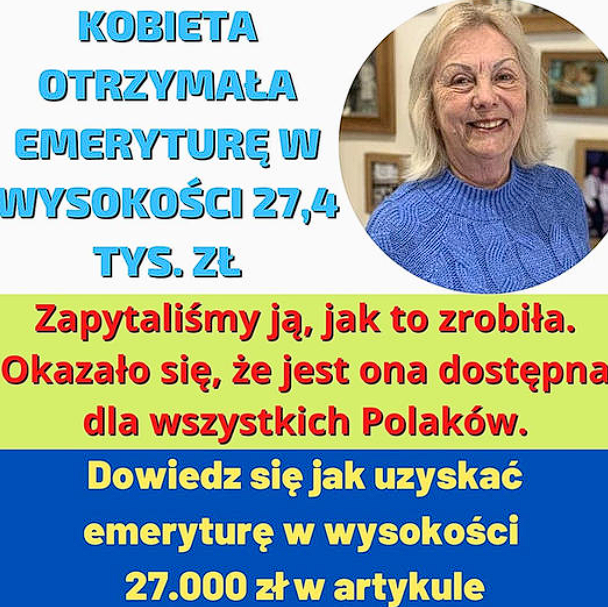 KOBIETA
OTRZYMAŁA
EMERYTURĘ W
WYSOKOŚCI 27,4
TYS. ZŁ
Zapytaliśmy ją, jak to zrobiła.
Okazało się, że jest ona dostępna
dla wszystkich Polaków.
Dowiedz się jak uzyskać
emeryturę w wysokości
27.000 zł w artykule